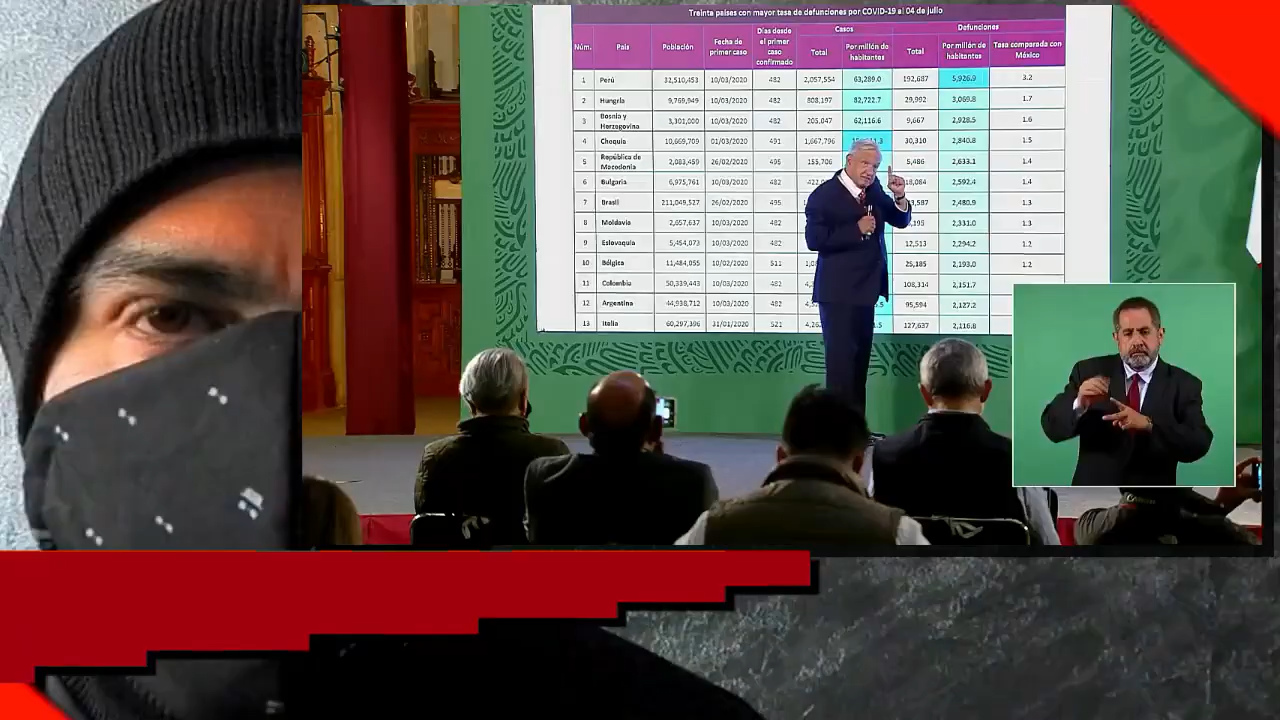 Treinta países con mayor tasa de defunciones por COVID-19 al 04 de julio
Núm. País Población Fecha de primer caso Días desde el primer caso confirmado Casos Defunciones
Total Por millón de habitantes Total Por millón de habitantes Tasa comparada con México
1 Perú 32,510,453 10/03/2020 482 2,057,554 63,289.0 192,687 5,926.9 3.2
2 Hungría 9,769,949 10/03/2020 482 808,197 82,722.7 29,992 3,069.8 1.7
3 Bosnia y Herzegovina 3,301,000 10/03/2020 482 205,047 62,116.6 9,667 2,928.5 1.6
4 Chequia 10,669,709 01/03/2020 491 1,667,796 30,310 2,840.8 1.5
5 República de Macedonia 2,083,459 26/02/2020 495 155,706 5,486 2,633.1 1.4
6 Bulgaria 6,975,761 10/03/2020 482 18,084 2,592.4 1.4
7 Brasil 211,049,527 26/02/2020 495 2,480.9 1.3
8 Moldavia 2,657,637 10/03/2020 482 2,331.0 1.3
9 Eslovaquia 5,454,073 10/03/2020 482 12,513 2,294.2 1.2
10 Bélgica 11,484,055 10/02/2020 511 25,185 2,193.0 1.2
11 Colombia 50,339,443 10/03/2020 482 108,314 2,151.7
12 Argentina 44,938,712 10/03/2020 482 95,594 2,127.2
13 Italia 60,297,396 31/01/2020 521 127,637 2,116.8